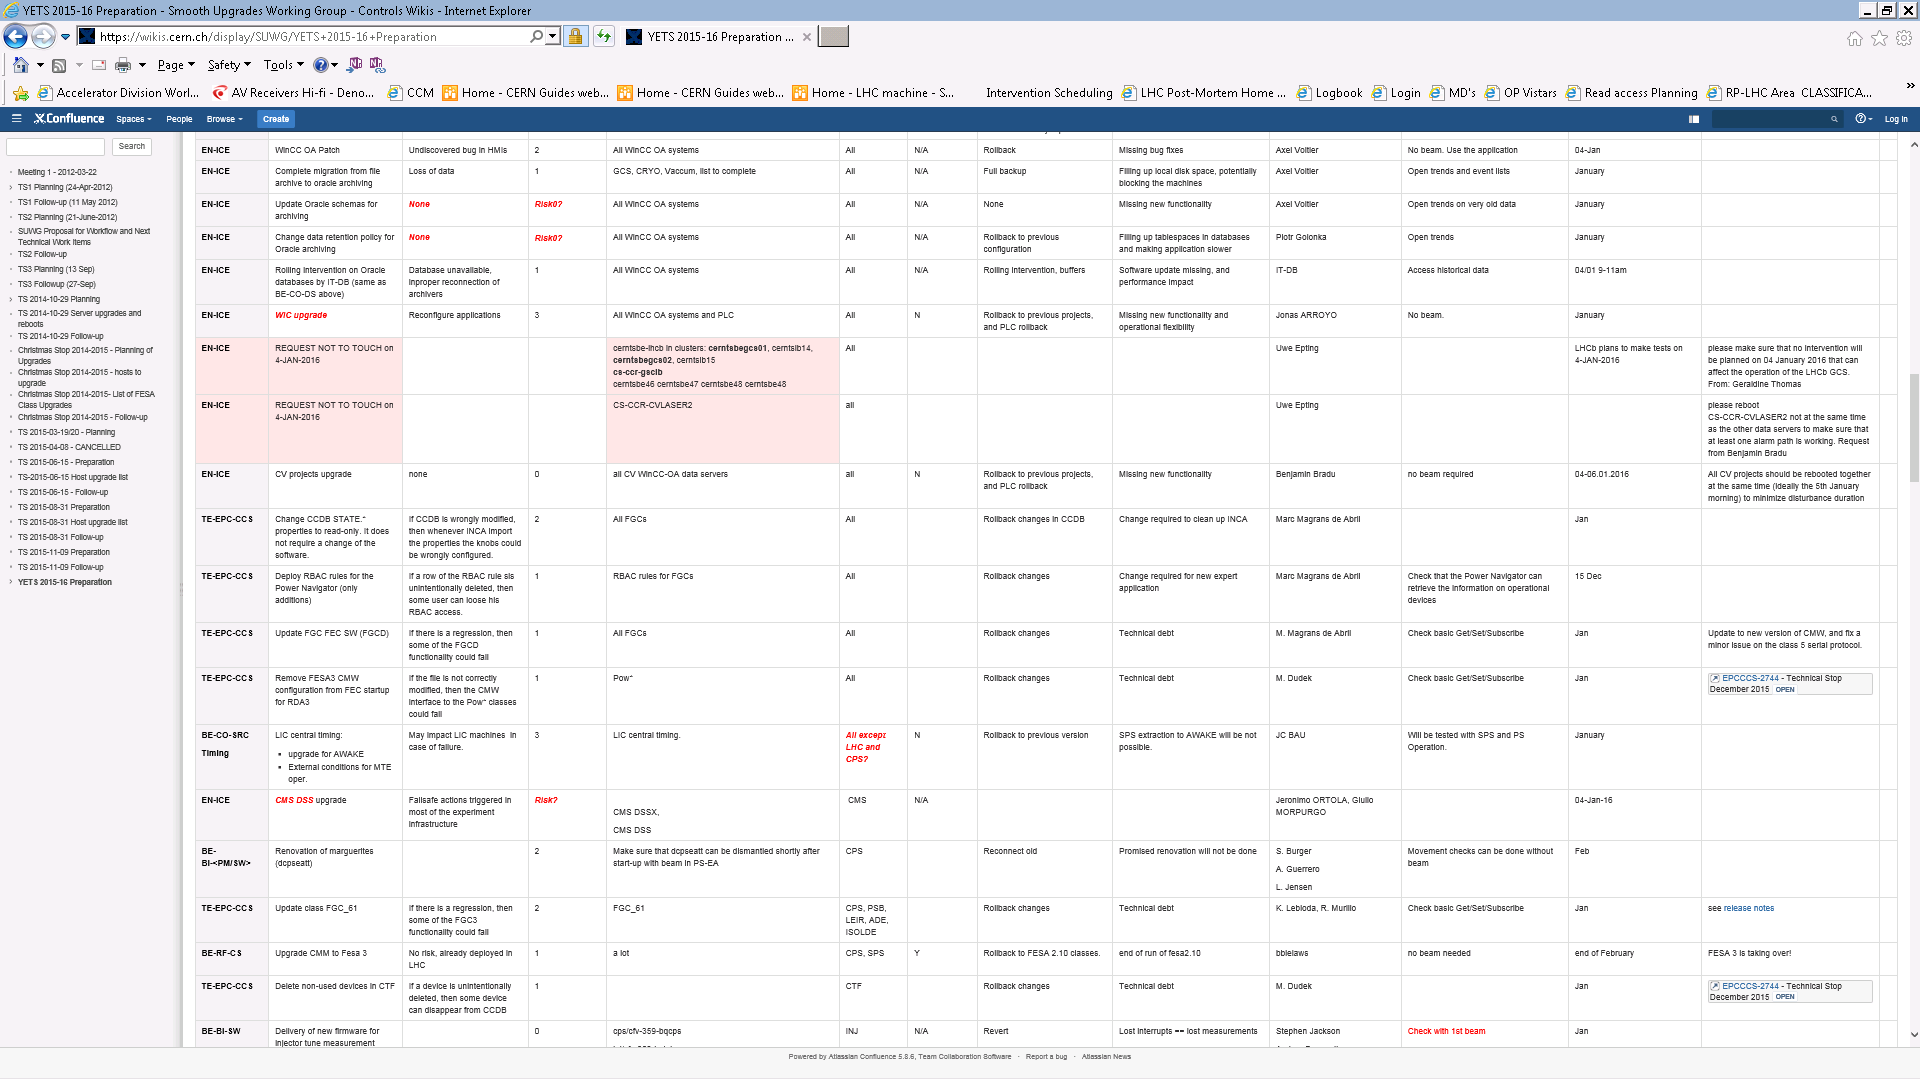 YETS 2015-16 Preparation - Smooth Upgrades Working Group - Controls Wikis - Internet Explorer
https://wikis.cern.ch/display/SUWG/YETS+2015-16+Preparation
YETS 2015-16 Preparation ...
Page Safety Tools
Accelerator Division Worl... AV Receivers Hi-fi - Deno... CCM Home - CERN Guides web... Home - CERN Guides web... Home - LHC machine - S... Intervention Scheduling LHC Post-Mortem Home ... Logbook Login MD's OP Vistars Read access Planning RP-LHC Area CLASSIFICA...
Confluence Spaces People Browse Create Log in
Search
Meeting 1 - 2012-03-22
TS1 Planning (24-Apr-2012)
TS1 Follow-up (11 May 2012)
TS2 Planning (21-June-2012)
SUWG Proposal for Workflow and Next
Technical Work Items
TS2 Follow-up
TS3 Planning (13 Sep)
TS3 Followup (27-Sep)
TS 2014-10-29 Planning
TS 2014-10-29 Server upgrades and
reboots
TS 2014-10-29 Follow-up
Christmas Stop 2014-2015 - Planning of
Upgrades
Christmas Stop 2014-2015 - hosts to
upgrade
Christmas Stop 2014-2015- List of FESA
Class Upgrades
Christmas Stop 2014-2015 - Follow-up
TS 2015-03-19/20 - Planning
TS 2015-04-08 - CANCELLED
TS 2015-06-15 - Preparation
TS-2015-06-15 Host upgrade list
TS 2015-06-15 - Follow-up
TS 2015-08-31 Preparation
TS 2015-08-31 Host upgrade list
TS 2015-08-31 Follow-up
TS 2015-11-09 Preparation
TS 2015-11-09 Follow-up
YETS 2015-16 Preparation
EN-ICE WinCC OA Patch Undiscovered bug in HMIs 2 All WinCC OA systems All N/A Rollback Missing bug fixes Axel Voitier No beam. Use the application 04-Jan
EN-ICE Complete migration from file Loss of data 1 GCS, CRYO, Vaccum, list to complete All N/A Full backup Filling up local disk space, potentially Axel Voitier Open trends and event lists January
archive to oracle archiving blocking the machines
EN-ICE Update Oracle schemas for None Risk0? All WinCC OA systems All N/A None Missing new functionality Axel Voitier Open trends on very old data January
archiving
EN-ICE Change data retention policy for None Risk0? All WinCC OA systems All N/A Rollback to previous Filling up tablespaces in databases Piotr Golonka Open trends January
Oracle archiving configuration and making application slower
EN-ICE Rolling intervention on Oracle Database unavailable, 1 All WinCC OA systems All N/A Rolling intervention, buffers Software update missing, and IT-DB Access historical data 04/01 9-11am
databases by IT-DB (same as inproper reconnection of performance impact
BE-CO-DS above) archivers
EN-ICE WIC upgrade Reconfigure applications 3 All WinCC OA systems and PLC All N Rollback to previous projects, Missing new functionality and Jonas ARROYO No beam. January
and PLC rollback operational flexibility
EN-ICE REQUEST NOT TO TOUCH on cerntsbe-lhcb in clusters: cerntsbegcs01, cerntslb14, All Uwe Epting LHCb plans to make tests on please make sure that no intervention will
4-JAN-2016 cerntsbegcs02, cerntslb15 4-JAN-2016 be planned on 04 January 2016 that can
cs-ccr-gsclb affect the operation of the LHCb GCS.
cerntsbe46 cerntsbe47 cerntsbe48 cerntsbe48 From: Geraldine Thomas
EN-ICE REQUEST NOT TO TOUCH on CS-CCR-CVLASER2 all Uwe Epting please reboot
4-JAN-2016 CS-CCR-CVLASER2 not at the same time
as the other data servers to make sure that
at least one alarm path is working. Request
from Benjamin Bradu
EN-ICE CV projects upgrade none 0 all CV WinCC-OA data servers all N Rollback to previous projects, Missing new functionality Benjamin Bradu no beam required 04-06.01.2016 All CV projects should be rebooted together
and PLC rollback at the same time (ideally the 5th January
morning) to minimize disturbance duration
TE-EPC-CCS Change CCDB STATE.* If CCDB is wrongly modified, 2 All FGCs All Rollback changes in CCDB Change required to clean up INCA Marc Magrans de Abril Jan
properties to read-only. It does then whenever INCA import
not require a change of the the properties the knobs could
software. be wrongly configured.
TE-EPC-CCS Deploy RBAC rules for the If a row of the RBAC rule sis 1 RBAC rules for FGCs All Rollback changes Change required for new expert Marc Magrans de Abril Check that the Power Navigator can 15 Dec
Power Navigator (only unintentionally deleted, then application retrieve the information on operational
additions) some user can loose his devices
RBAC access.
TE-EPC-CCS Update FGC FEC SW (FGCD) If there is a regression, then 1 All FGCs All Rollback changes Technical debt M. Magrans de Abril Check basic Get/Set/Subscribe Jan Update to new version of CMW, and fix a
some of the FGCD minor issue on the class 5 serial protocol.
functionality could fail
TE-EPC-CCS Remove FESA3 CMW If the file is not correctly 1 Pow* All Rollback changes Technical debt M. Dudek Check basic Get/Set/Subscribe Jan EPCCCS-2744 - Technical Stop
configuration from FEC startup modified, then the CMW December 2015 OPEN
for RDA3 interface to the Pow* classes
could fail
BE-CO-SRC LIC central timing: May impact LIC machines in 3 LIC central timing. All except N Rollback to previous version SPS extraction to AWAKE will be not JC BAU Will be tested with SPS and PS January
Timing upgrade for AWAKE case of failure. LHC and possible. Operation.
External conditions for MTE CPS?
oper.
EN-ICE CMS DSS upgrade Failsafe actions triggered in Risk? CMS N/A Jeronimo ORTOLA, Giulio 04-Jan-16
most of the experiment CMS DSSX, MORPURGO
infrastructure CMS DSS
BE- Renovation of marguerites 2 Make sure that dcpseatt can be dismantled shortly after CPS Reconnect old Promised renovation will not be done S. Burger Movement checks can be done without Feb
BI-<PM/SW> (dcpseatt) start-up with beam in PS-EA A. Guerrero beam
L. Jensen
TE-EPC-CCS Update class FGC_61 If there is a regression, then 2 FGC_61 CPS, PSB, Rollback changes Technical debt K. Lebioda, R. Murillo Check basic Get/Set/Subscribe Jan see release notes
some of the FGC3 LEIR, ADE,
functionality could fail ISOLDE
BE-RF-CS Upgrade CMM to Fesa 3 No risk, already deployed in 1 a lot CPS, SPS Y Rollback to FESA 2.10 classes. end of run of fesa2.10 bbielaws no beam needed end of February FESA 3 is taking over!
LHC
TE-EPC-CCS Delete non-used devices in CTF If a device is unintentionally 1 CTF Rollback changes Technical debt M. Dudek Jan EPCCCS-2744 - Technical Stop
deleted, then some device December 2015 OPEN
can disappear from CCDB
BE-BI-SW Delivery of new firmware for 0 cps/cfv-359-bqcps INJ N/A Revert Lost interrupts == lost measurements Stephen Jackson Check with 1st beam Jan
injector tune measurement
Powered by Atlassian Confluence 5.8.6, Team Collaboration Software · Report a bug · Atlassian News